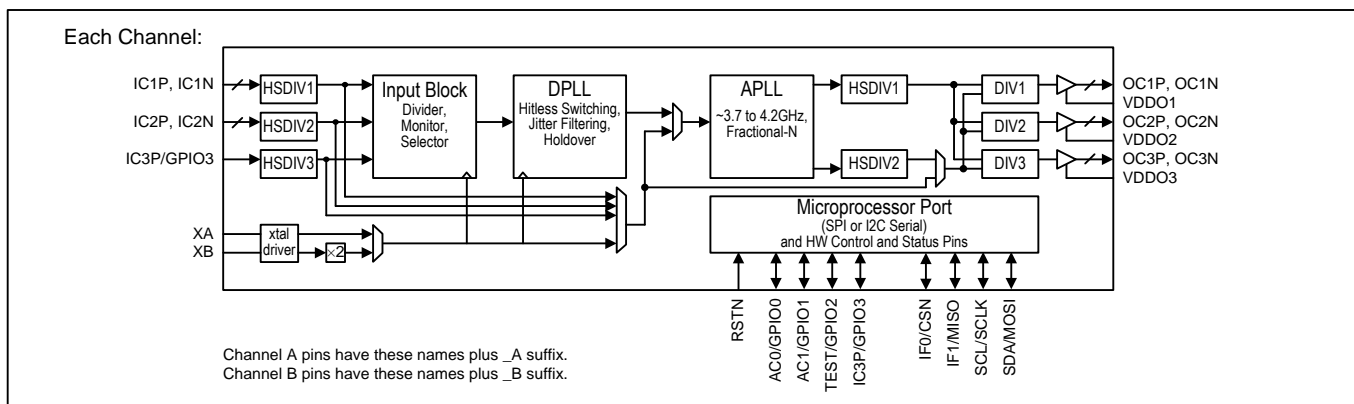 Each Channel:
IC1P, IC1N
IC2P, IC2N
IC3P/GPIO3
XA
XB
HSDIV1
HSDIV2
HSDIV3
xtal
driver
×2
Input Block
Divider,
Monitor,
Selector
DPLL
Hitless Switching,
Jitter Filtering,
Holdover
APLL
~3.7 to 4.2GHz,
Fractional-N
HSDIV1
HSDIV2
DIV1
DIV2
DIV3
OC1P, OC1N
VDDO1
OC2P, OC2N
VDDO2
OC3P, OC3N
VDDO3
Microprocessor Port
(SPI or I2C Serial)
and HW Control and Status Pins
RSTN
AC0/GPIO0
AC1/GPIO1
TEST/GPIO2
IC3P/GPIO3
IF0/CSN
IF1/MISO
SCL/SCLK
SDA/MOSI
Channel A pins have these names plus _A suffix.
Channel B pins have these names plus _B suffix.